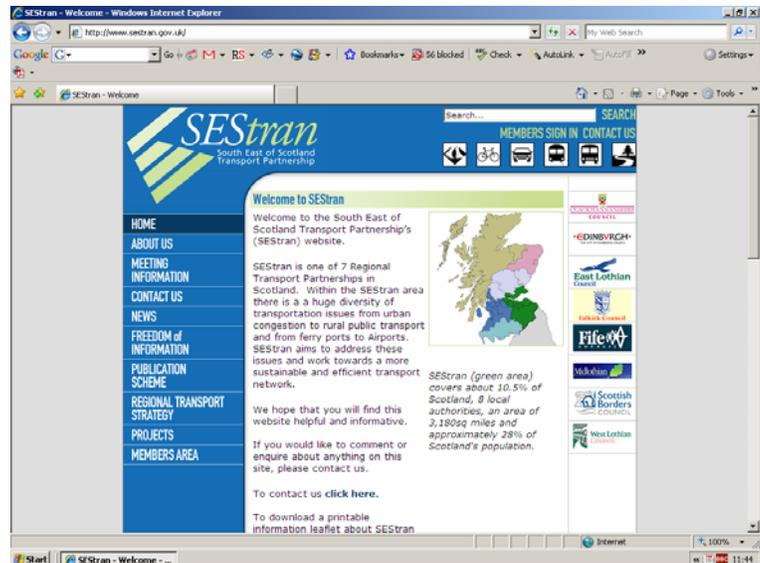 SEStran - Welcome - Windows Internet Explorer
http://www.sestran.gov.uk/
My Web Search
Google
G
Go
RS
Bookmarks
56 blocked
Check
AutoLink
AutoFill
Settings
SEStran - Welcome
Page
Tools
SEStran
South East of Scotland
Transport Partnership
Search...
SEARCH
MEMBERS SIGN IN CONTACT US
HOME
ABOUT US
MEETING
INFORMATION
CONTACT US
NEWS
FREEDOM of
INFORMATION
PUBLICATION
SCHEME
REGIONAL TRANSPORT
STRATEGY
PROJECTS
MEMBERS AREA
Welcome to SEStran
Welcome to the South East of
Scotland Transport Partnership's
(SEStran) website.
SEStran is one of 7 Regional
Transport Partnerships in
Scotland. Within the SEStran area
there is a a huge diversity of
transportation issues from urban
congestion to rural public transport
and from ferry ports to Airports.
SEStran aims to address these
issues and work towards a more
sustainable and efficient transport
network.
We hope that you will find this
website helpful and informative.
If you would like to comment or
enquire about anything on this
site, please contact us.
To contact us click here.
To download a printable
information leaflet about SEStran
SEStran (green area)
covers about 10.5% of
Scotland, 8 local
authorities, an area of
3,180sq miles and
approximately 28% of
Scotland's population.
COUNCIL
·EDINBVRGH·
East Lothian
Council
Falkirk Council
Fife
COUNCIL
Midlothian
Scottish
Borders
COUNCIL
West Lothian
Council
Internet
100%
Start
SEStran - Welcome - ...
11:44